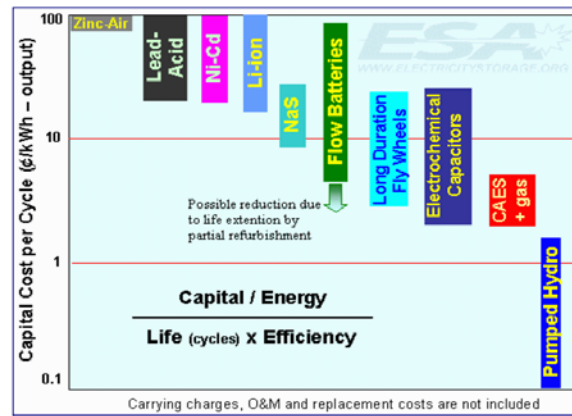 Capital Cost per Cycle (¢/kWh – output)
100
10
1
0.1
Zinc-Air
Lead-
Acid
Ni-Cd
Li-ion
NaS
Flow Batteries
Long Duration
Fly Wheels
Electrochemical
Capacitors
CAES
+ gas
Pumped Hydro
ESA
WWW.ELECTRICITYSTORAGE.ORG
Possible reduction due
to life extention by
partial refurbishment
Capital / Energy
Life (cycles) x Efficiency
Carrying charges, O&M and replacement costs are not included